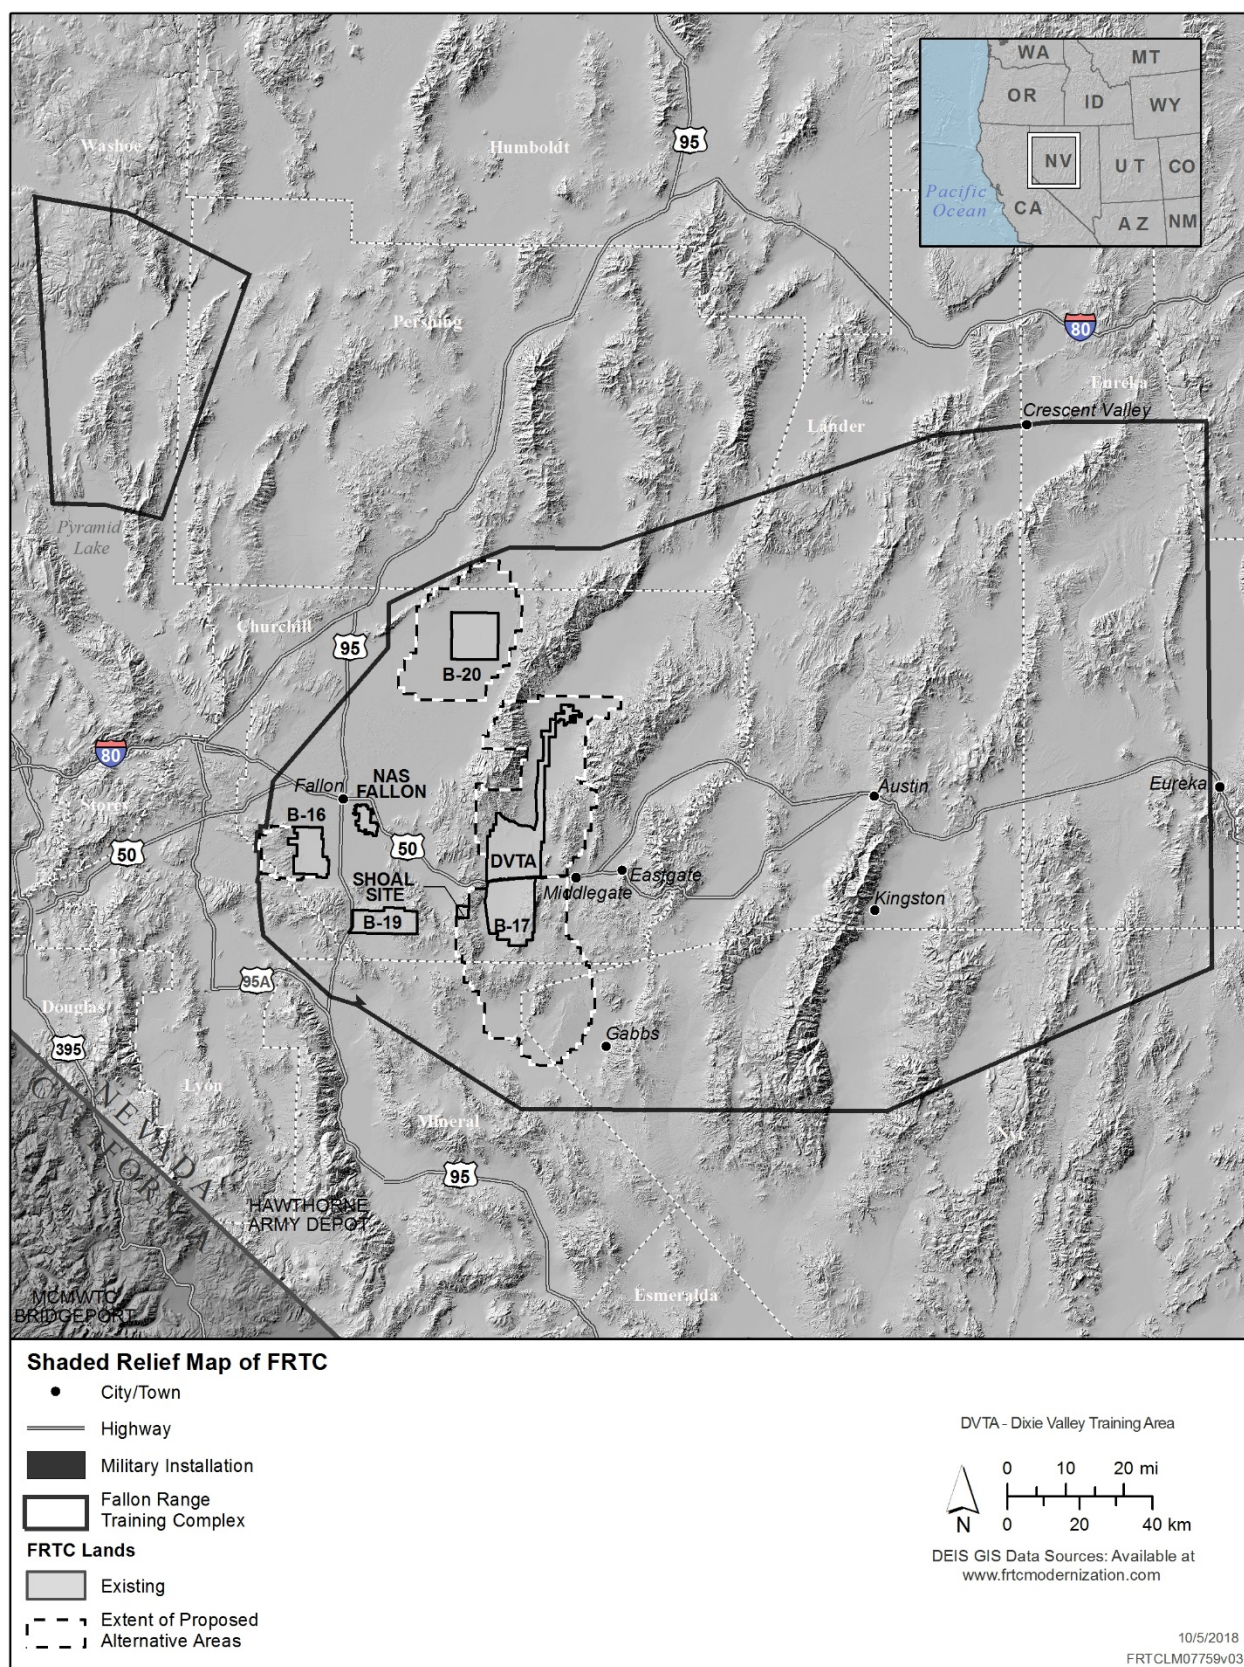 WA
MT
OR
ID
WY
NV
UT
CO
Pacific
Ocean
CA
AZ
NM
Washoe
Humboldt
95
Pershing
80
Eureka
Crescent Valley
Lander
Pyramid
Lake
Churchill
95
B-20
80
NAS
FALLON
Fallon
Austin
Eureka
Storey
B-16
50
50
DVTA
SHOAL
SITE
Middlegate
Eastgate
Kingston
B-19
B-17
95A
Douglas
Gabbs
395
Lyon
Mineral
Nye
NEVADA
CALIFORNIA
95
HAWTHORNE
ARMY DEPOT
Esmeralda
MCMWTC
BRIDGEPORT
Shaded Relief Map of FRTC
City/Town
Highway
Military Installation
Fallon Range
Training Complex
FRTC Lands
Existing
Extent of Proposed
Alternative Areas
DVTA - Dixie Valley Training Area
0 10 20 mi
N
0 20 40 km
DEIS GIS Data Sources: Available at
www.frtcmodernization.com
10/5/2018
FRTCLM07759v03